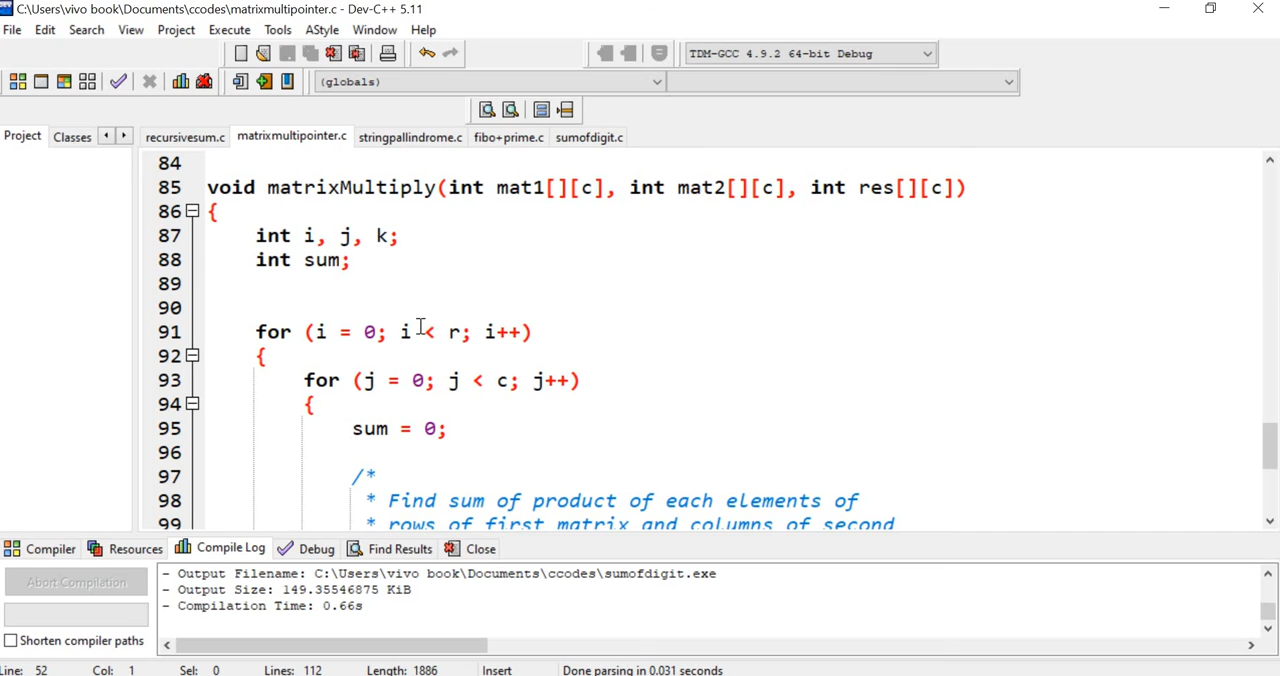 C:\Users\vivo book\Documents\ccodes\matrixmultipointer.c - Dev-C++ 5.11
File Edit Search View Project Execute Tools AStyle Window Help
TDM-GCC 4.9.2 64-bit Debug
(globals)
Project Classes recursivesum.c matrixmultipointer.c stringpallindrome.c fibo+prime.c sumofdigit.c
84
85 void matrixMultiply(int mat1[][c], int mat2[][c], int res[][c])
86 {
87 int i, j, k;
88 int sum;
89
90
91 for (i = 0; i < r; i++)
92 {
93 for (j = 0; j < c; j++)
94 {
95 sum = 0;
96
97 /*
98 * Find sum of product of each elements of
99 * rows of first matrix and columns of second
Compiler Resources Compile Log Debug Find Results Close
Abort Compilation
Shorten compiler paths
- Output Filename: C:\Users\vivo book\Documents\ccodes\sumofdigit.exe
- Output Size: 149.35546875 KiB
- Compilation Time: 0.66s
Line: 52 Col: 1 Sel: 0 Lines: 112 Length: 1886 Insert Done parsing in 0.031 seconds